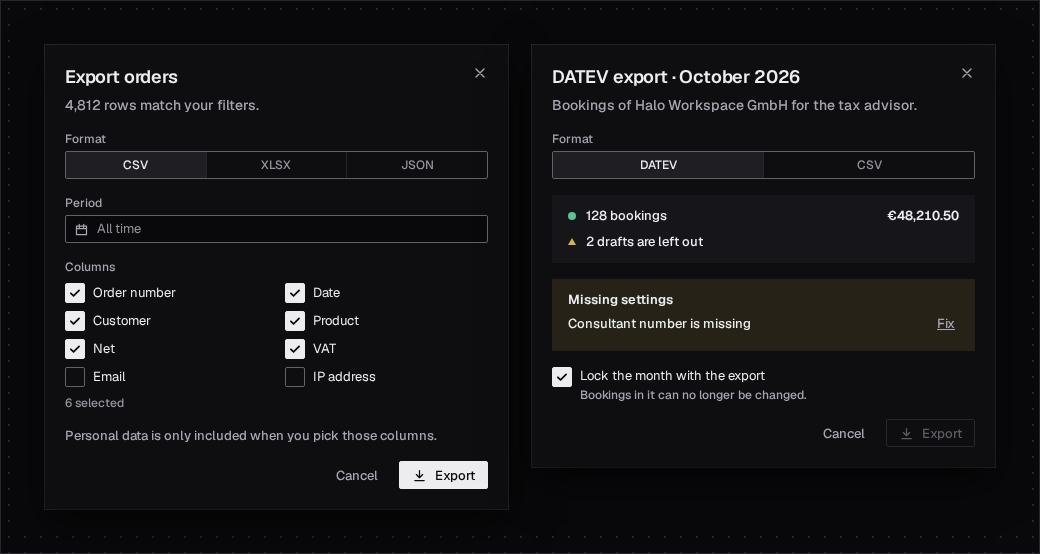 Export orders
4,812 rows match your filters.
Format
CSV
XLSX
JSON
Period
All time
Columns
Order number
Date
Customer
Product
Net
VAT
Email
IP address
6 selected
Personal data is only included when you pick those columns.
Cancel
Export
DATEV export · October 2026
Bookings of Halo Workspace GmbH for the tax advisor.
Format
DATEV
CSV
128 bookings
€48,210.50
2 drafts are left out
Missing settings
Consultant number is missing
Fix
Lock the month with the export
Bookings in it can no longer be changed.
Cancel
Export